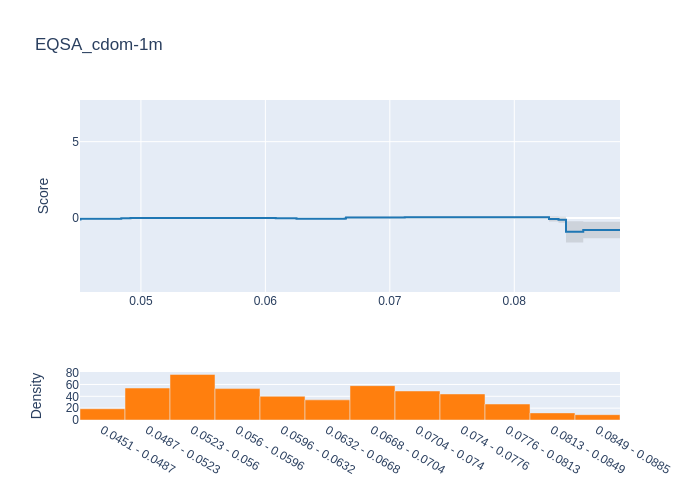 EQSA_cdom-1m
Score
5
0
0.05
0.06
0.07
0.08
Density
80
60
40
20
0
0.0451 - 0.0487
0.0487 - 0.0523
0.0523 - 0.056
0.056 - 0.0596
0.0596 - 0.0632
0.0632 - 0.0668
0.0668 - 0.0704
0.0704 - 0.074
0.074 - 0.0776
0.0776 - 0.0813
0.0813 - 0.0849
0.0849 - 0.0885